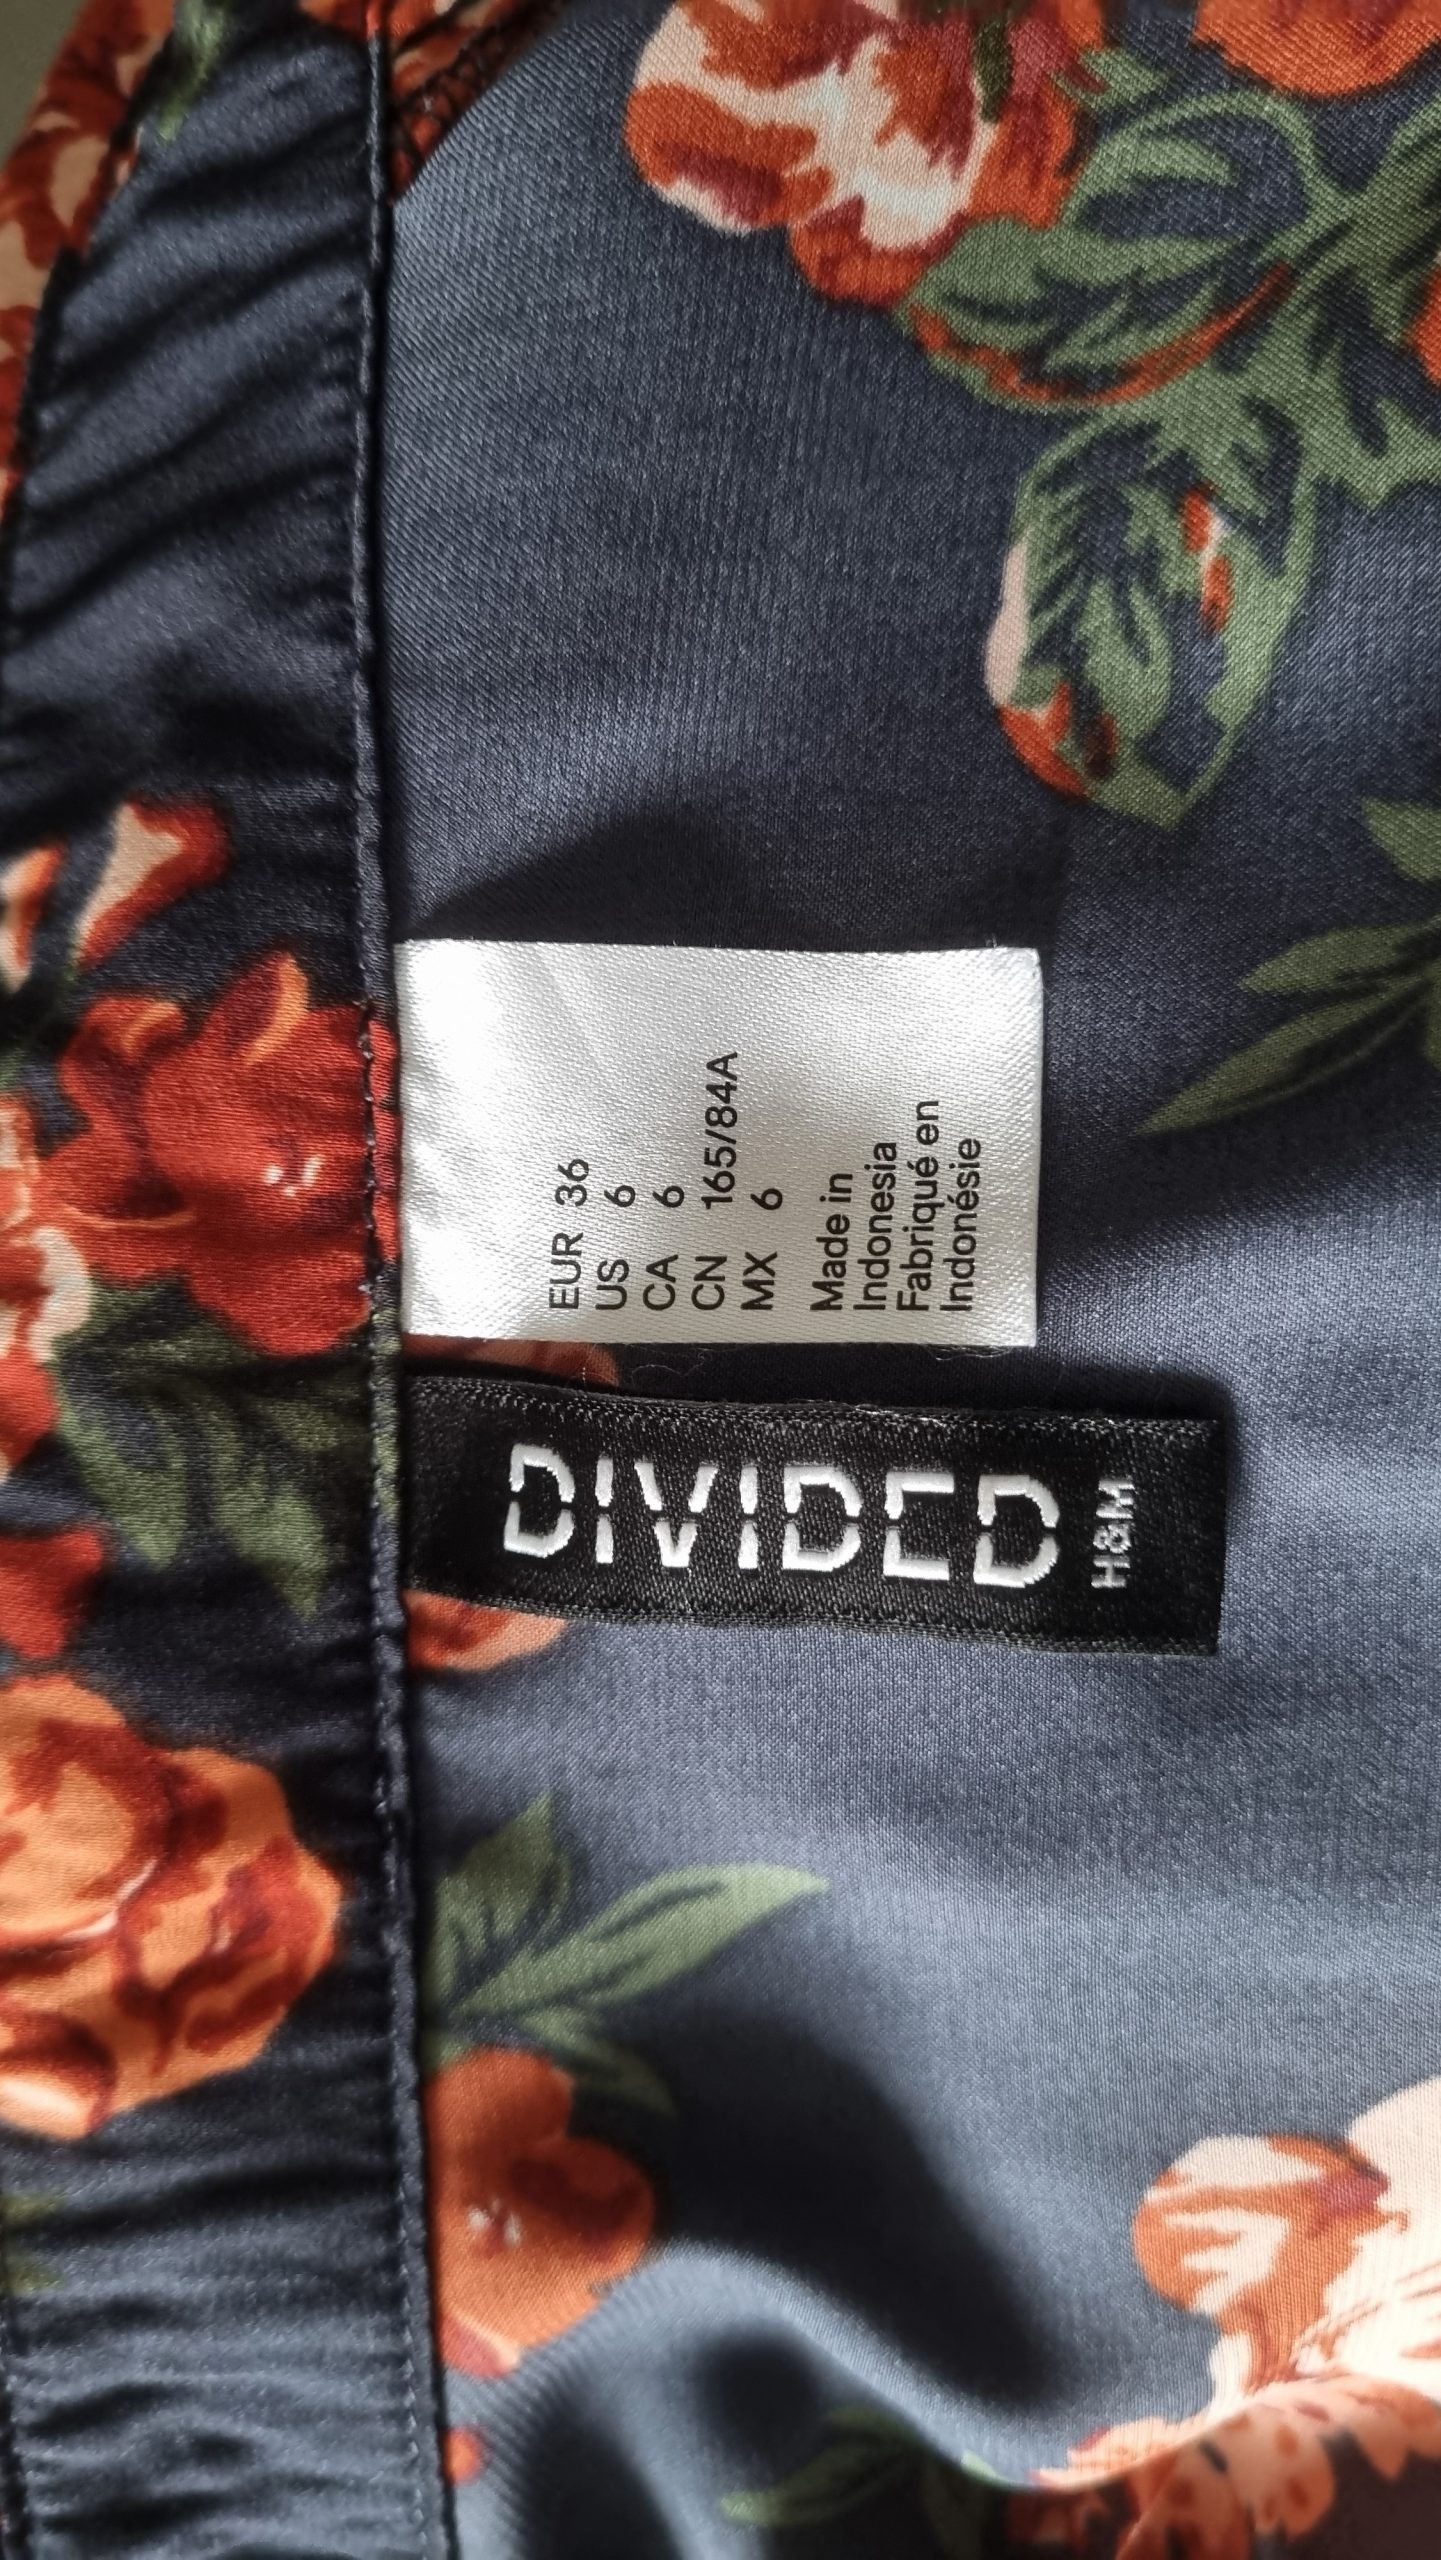 EUR 36
US 6
CA 6
CN 165/84A
MX 6
Made in
Indonesia
Fabriqué en
Indonésie
DIVIDED
H&M